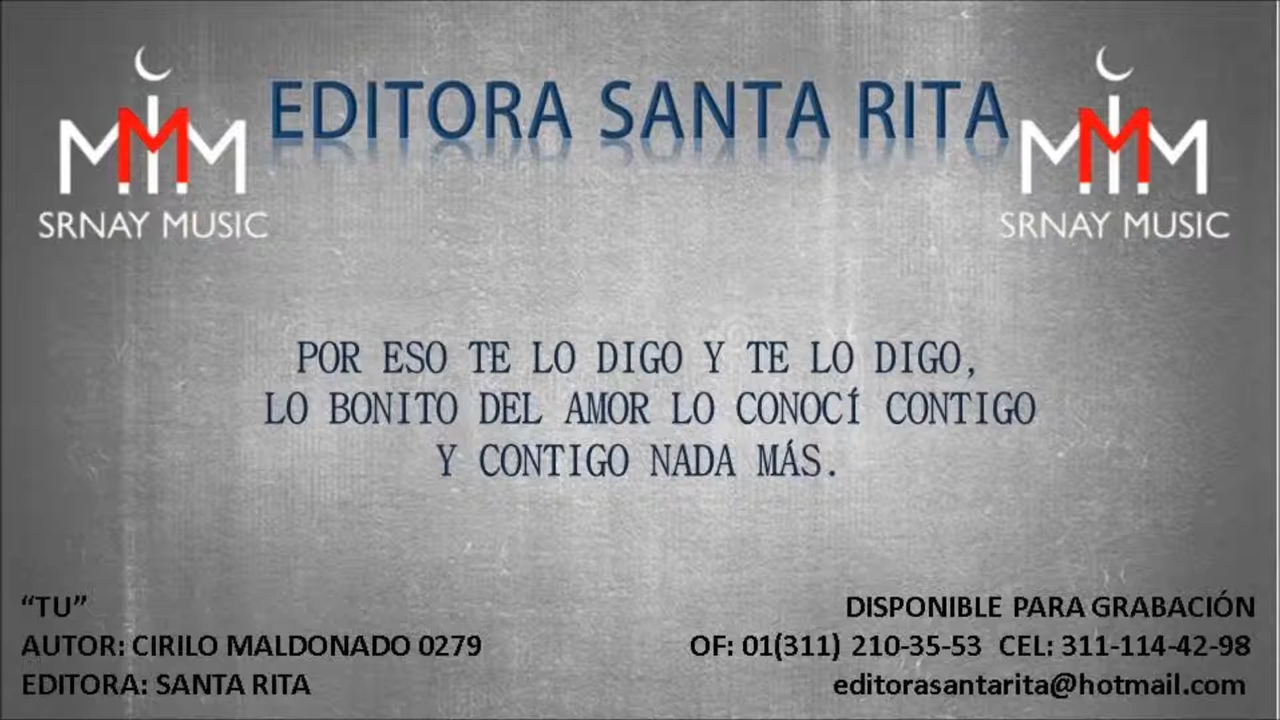 EDITORA SANTA RITA
MMM
SRNAY MUSIC
MMM
SRNAY MUSIC
POR ESO TE LO DIGO Y TE LO DIGO,
LO BONITO DEL AMOR LO CONOCÍ CONTIGO
Y CONTIGO NADA MÁS.
“TU”
AUTOR: CIRILO MALDONADO 0279
EDITORA: SANTA RITA
DISPONIBLE PARA GRABACIÓN
OF: 01(311) 210-35-53 CEL: 311-114-42-98
editorasantarita@hotmail.com